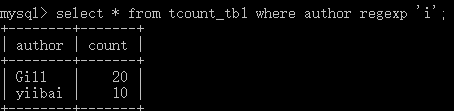 mysql> select * from tcount_tbl where author regexp 'i';
+--------+-------+
| author | count |
+--------+-------+
| Gill   |    20 |
| yiibai |    10 |
+--------+-------+